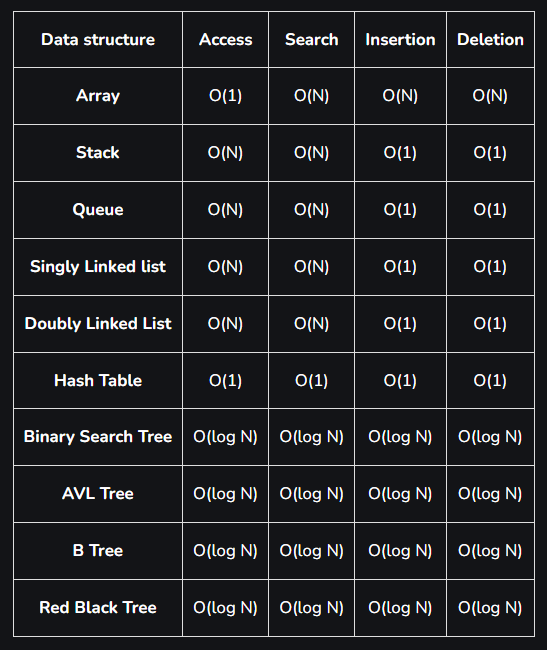 Data structure Access Search Insertion Deletion
Array O(1) O(N) O(N) O(N)
Stack O(N) O(N) O(1) O(1)
Queue O(N) O(N) O(1) O(1)
Singly Linked list O(N) O(N) O(1) O(1)
Doubly Linked List O(N) O(N) O(1) O(1)
Hash Table O(1) O(1) O(1) O(1)
Binary Search Tree O(log N) O(log N) O(log N) O(log N)
AVL Tree O(log N) O(log N) O(log N) O(log N)
B Tree O(log N) O(log N) O(log N) O(log N)
Red Black Tree O(log N) O(log N) O(log N) O(log N)